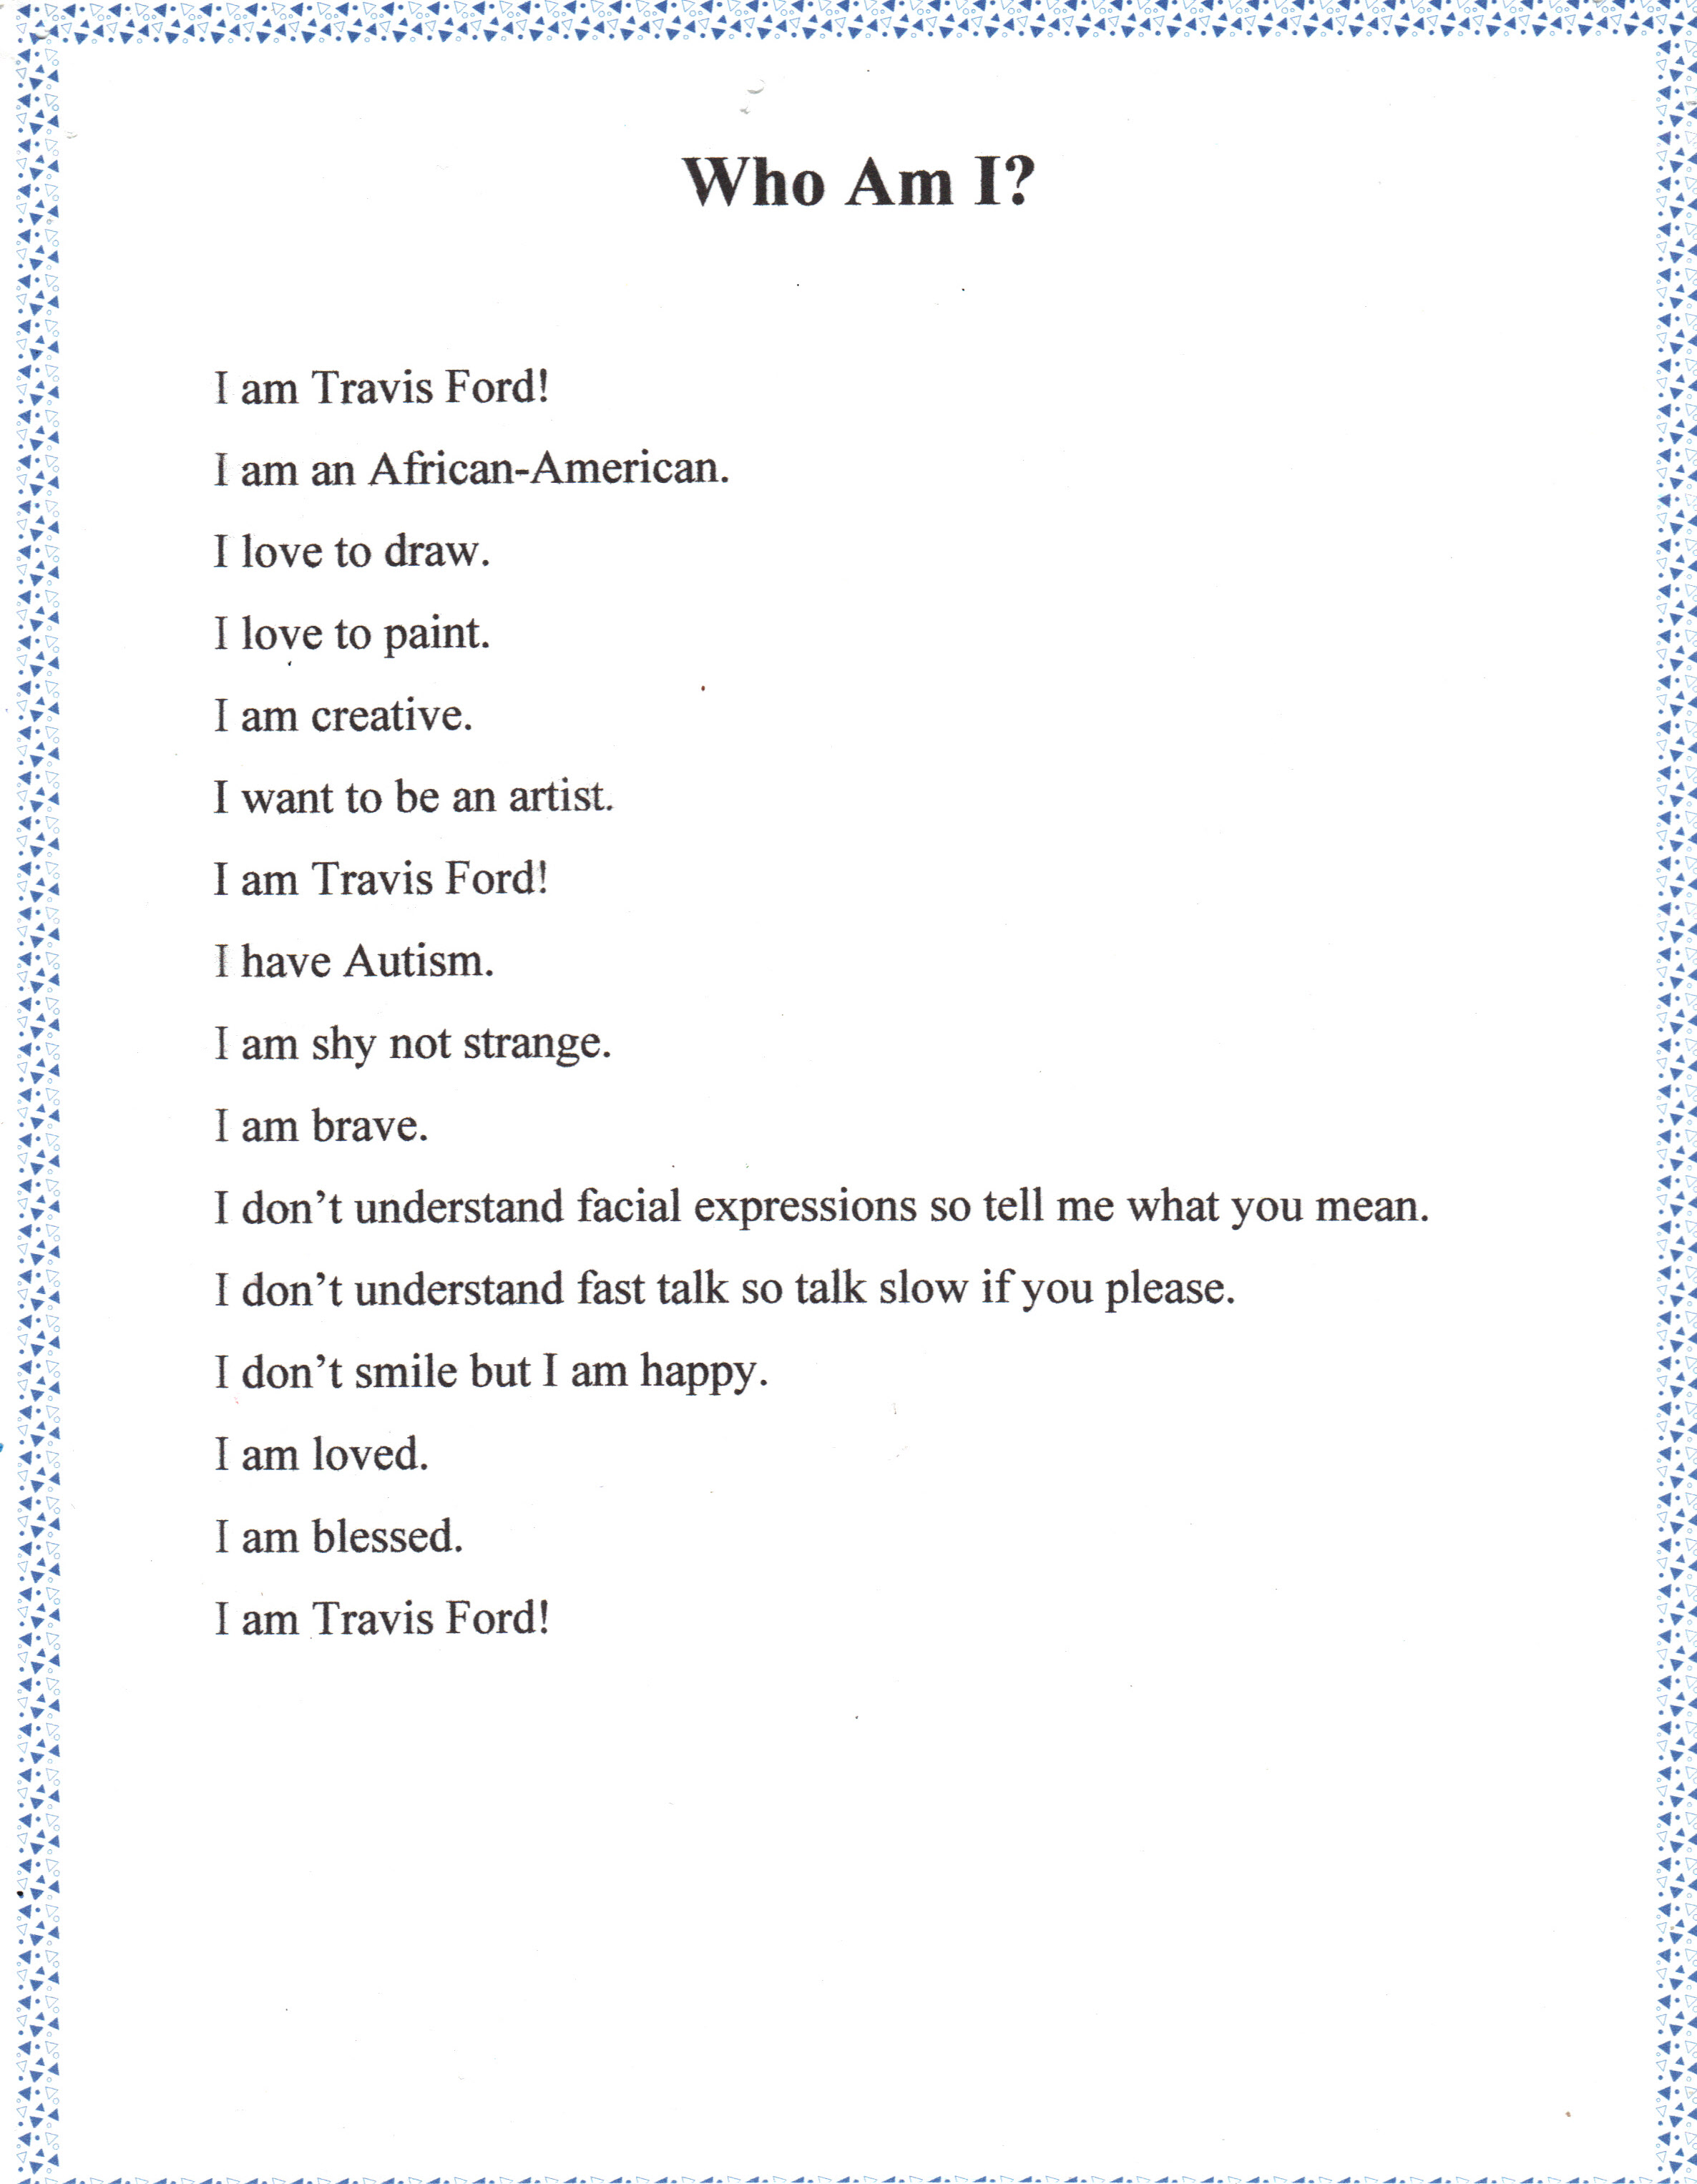 Who Am I?
I am Travis Ford!
I am an African-American.
I love to draw.
I love to paint.
I am creative.
I want to be an artist.
I am Travis Ford!
I have Autism.
I am shy not strange.
I am brave.
I don’t understand facial expressions so tell me what you mean.
I don’t understand fast talk so talk slow if you please.
I don’t smile but I am happy.
I am loved.
I am blessed.
I am Travis Ford!